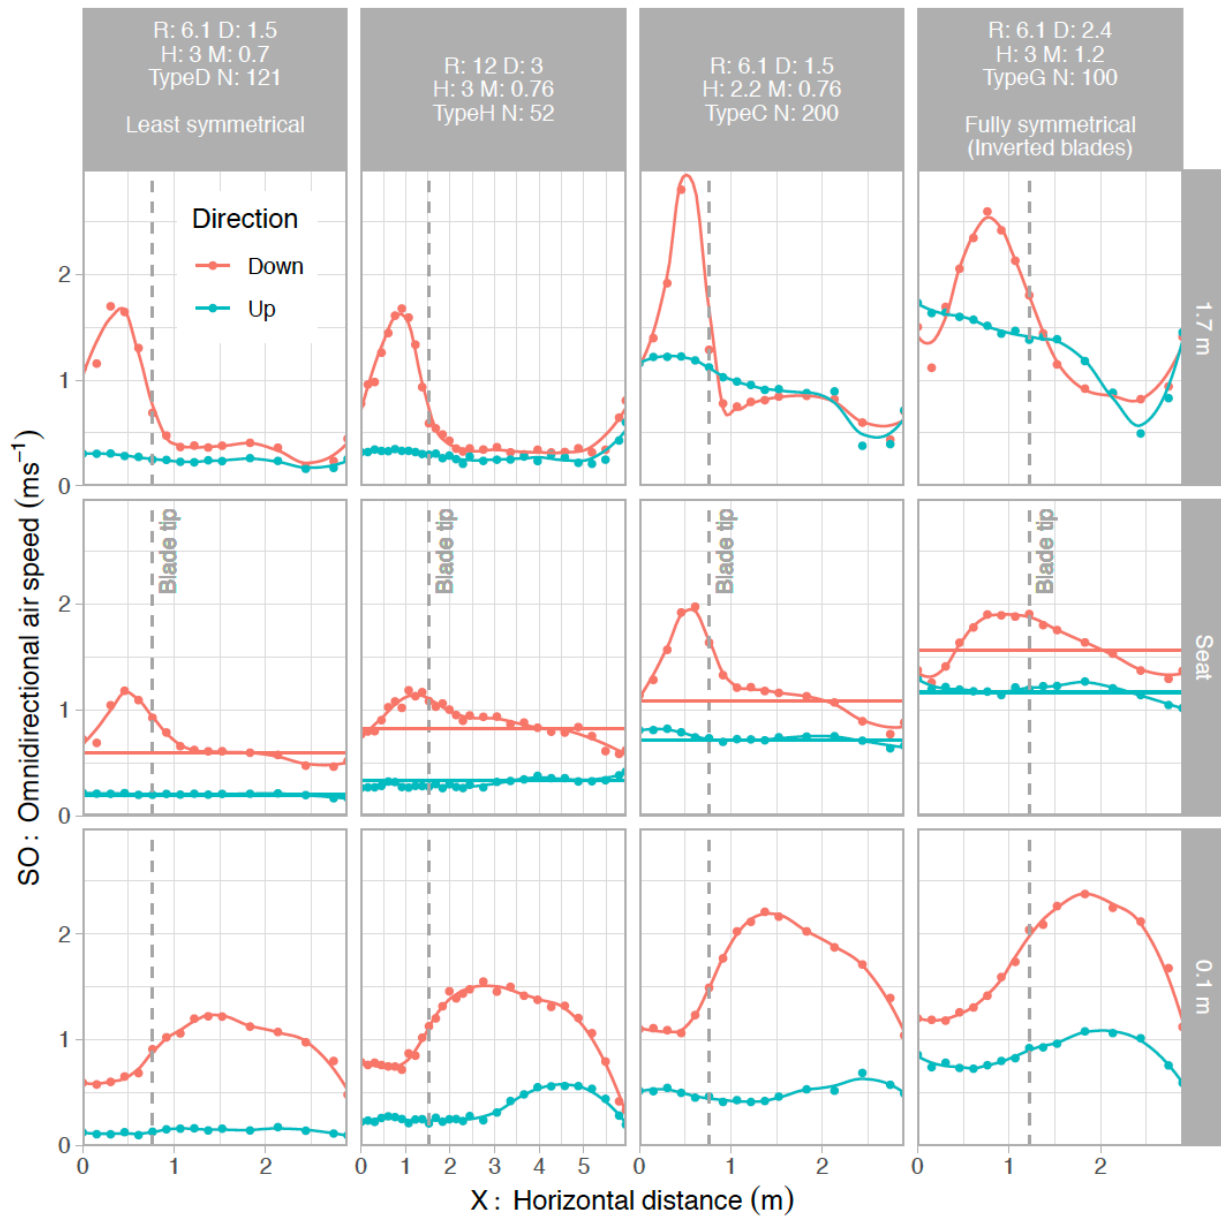 R: 6.1 D: 1.5
H: 3 M: 0.7
TypeD N: 121
Least symmetrical
R: 12 D: 3
H: 3 M: 0.76
TypeH N: 52
R: 6.1 D: 1.5
H: 2.2 M: 0.76
TypeC N: 200
R: 6.1 D: 2.4
H: 3 M: 1.2
TypeG N: 100
Fully symmetrical
(Inverted blades)
Direction
Down
Up
2
1
0
1.7 m
Blade tip
Blade tip
Blade tip
Blade tip
2
1
0
Seat
2
1
0
0.1 m
SO : Omnidirectional air speed (ms⁻¹)
0 1 2
0 1 2 3 4 5
0 1 2
0 1 2
X : Horizontal distance (m)